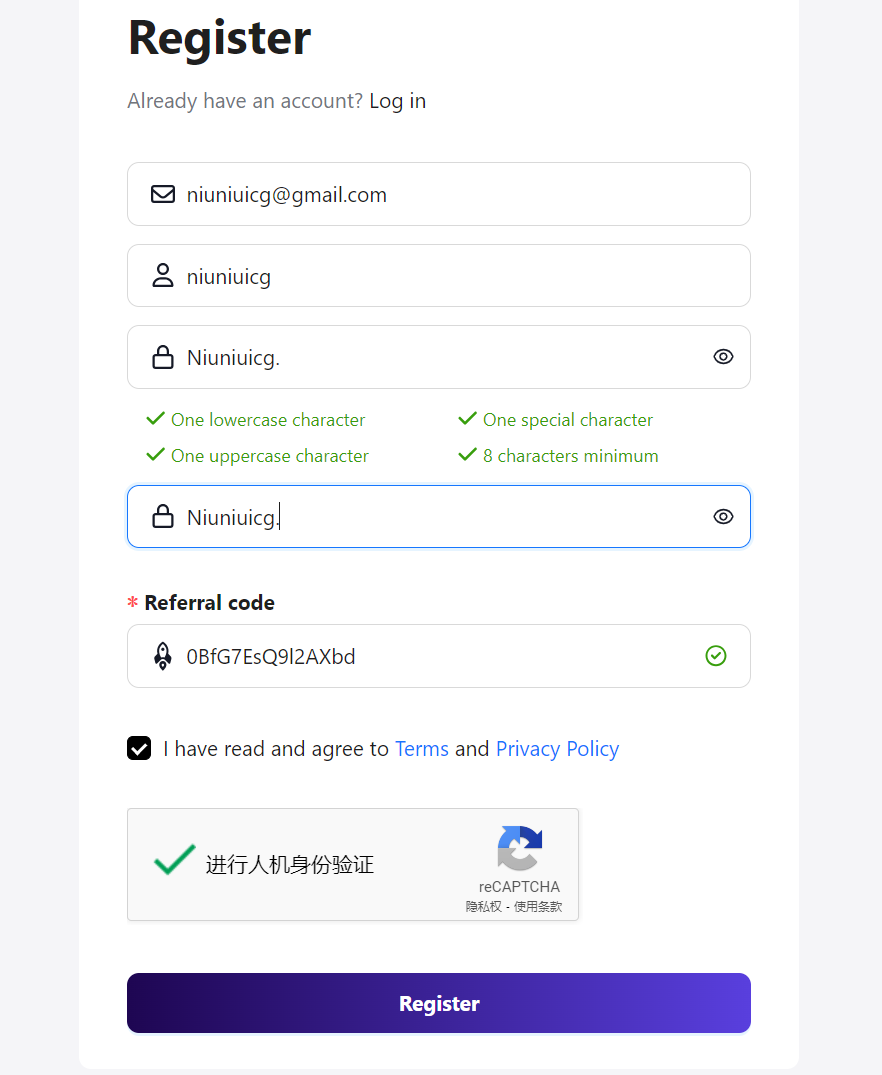 Register
Already have an account? Log in
niuniuicg@gmail.com
niuniuicg
Niuniuicg.
One lowercase character
One special character
One uppercase character
8 characters minimum
Niuniuicg.
* Referral code
0BfG7EsQ9l2AXbd
I have read and agree to Terms and Privacy Policy
进行人机身份验证
reCAPTCHA
隐私权 - 使用条款
Register